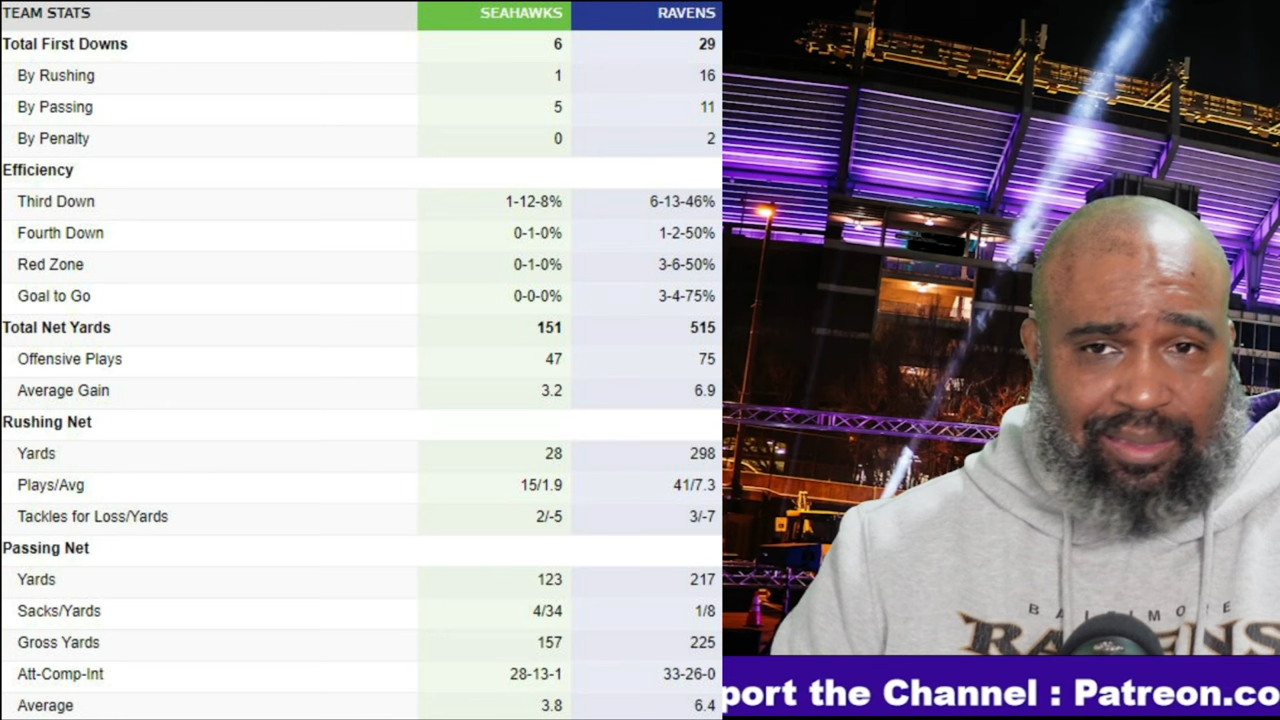 TEAM STATS SEAHAWKS RAVENS
Total First Downs 6 29
By Rushing 1 16
By Passing 5 11
By Penalty 0 2
Efficiency
Third Down 1-12-8% 6-13-46%
Fourth Down 0-1-0% 1-2-50%
Red Zone 0-1-0% 3-6-50%
Goal to Go 0-0-0% 3-4-75%
Total Net Yards 151 515
Offensive Plays 47 75
Average Gain 3.2 6.9
Rushing Net
Yards 28 298
Plays/Avg 15/1.9 41/7.3
Tackles for Loss/Yards 2/-5 3/-7
Passing Net
Yards 123 217
Sacks/Yards 4/34 1/8
Gross Yards 157 225
Att-Comp-Int 28-13-1 33-26-0
Average 3.8 6.4
BALTIMORE
RAVENS
pport the Channel : Patreon.co